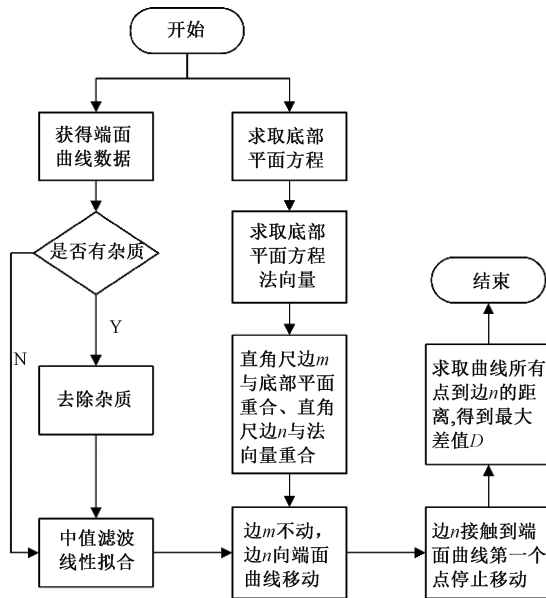 开始
获得端面
曲线数据
是否有杂质
Y
N
去除杂质
中值滤波
线性拟合
求取底部
平面方程
求取底部
平面方程
法向量
直角尺边m
与底部平面
重合、直角
尺边n与法
向量重合
边m不动,
边n向端面
曲线移动
边n接触到端
面曲线第一个
点停止移动
求取曲线所有
点到边n的距
离,得到最大
差值D
结束